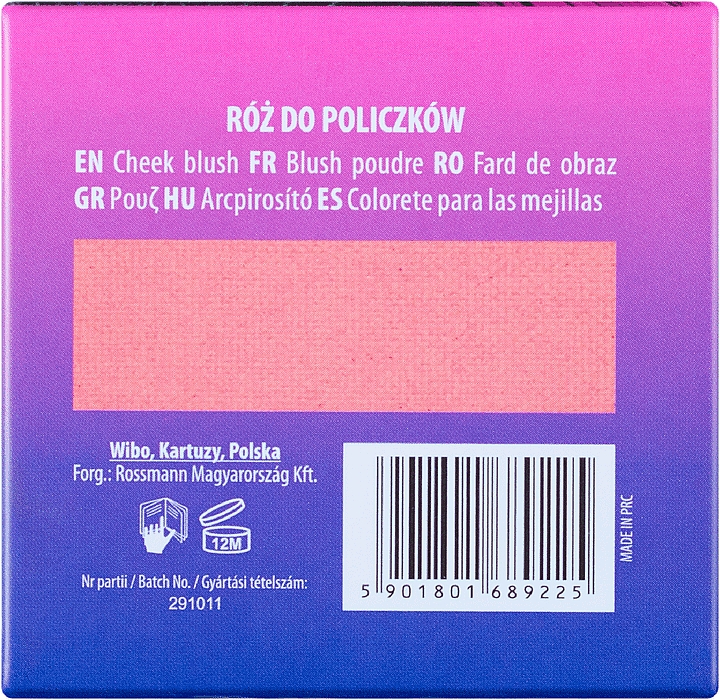 RÓŻ DO POLICZKÓW
EN Cheek blush FR Blush poudre RO Fard de obraz
GR Ρουζ HU Arcpirosító ES Colorete para las mejillas
Wibo, Kartuzy, Polska
Forg.: Rossmann Magyarország Kft.
12M
Nr partii / Batch No. / Gyártási tételszám:
291011
5 901801 689225
MADE IN PRC